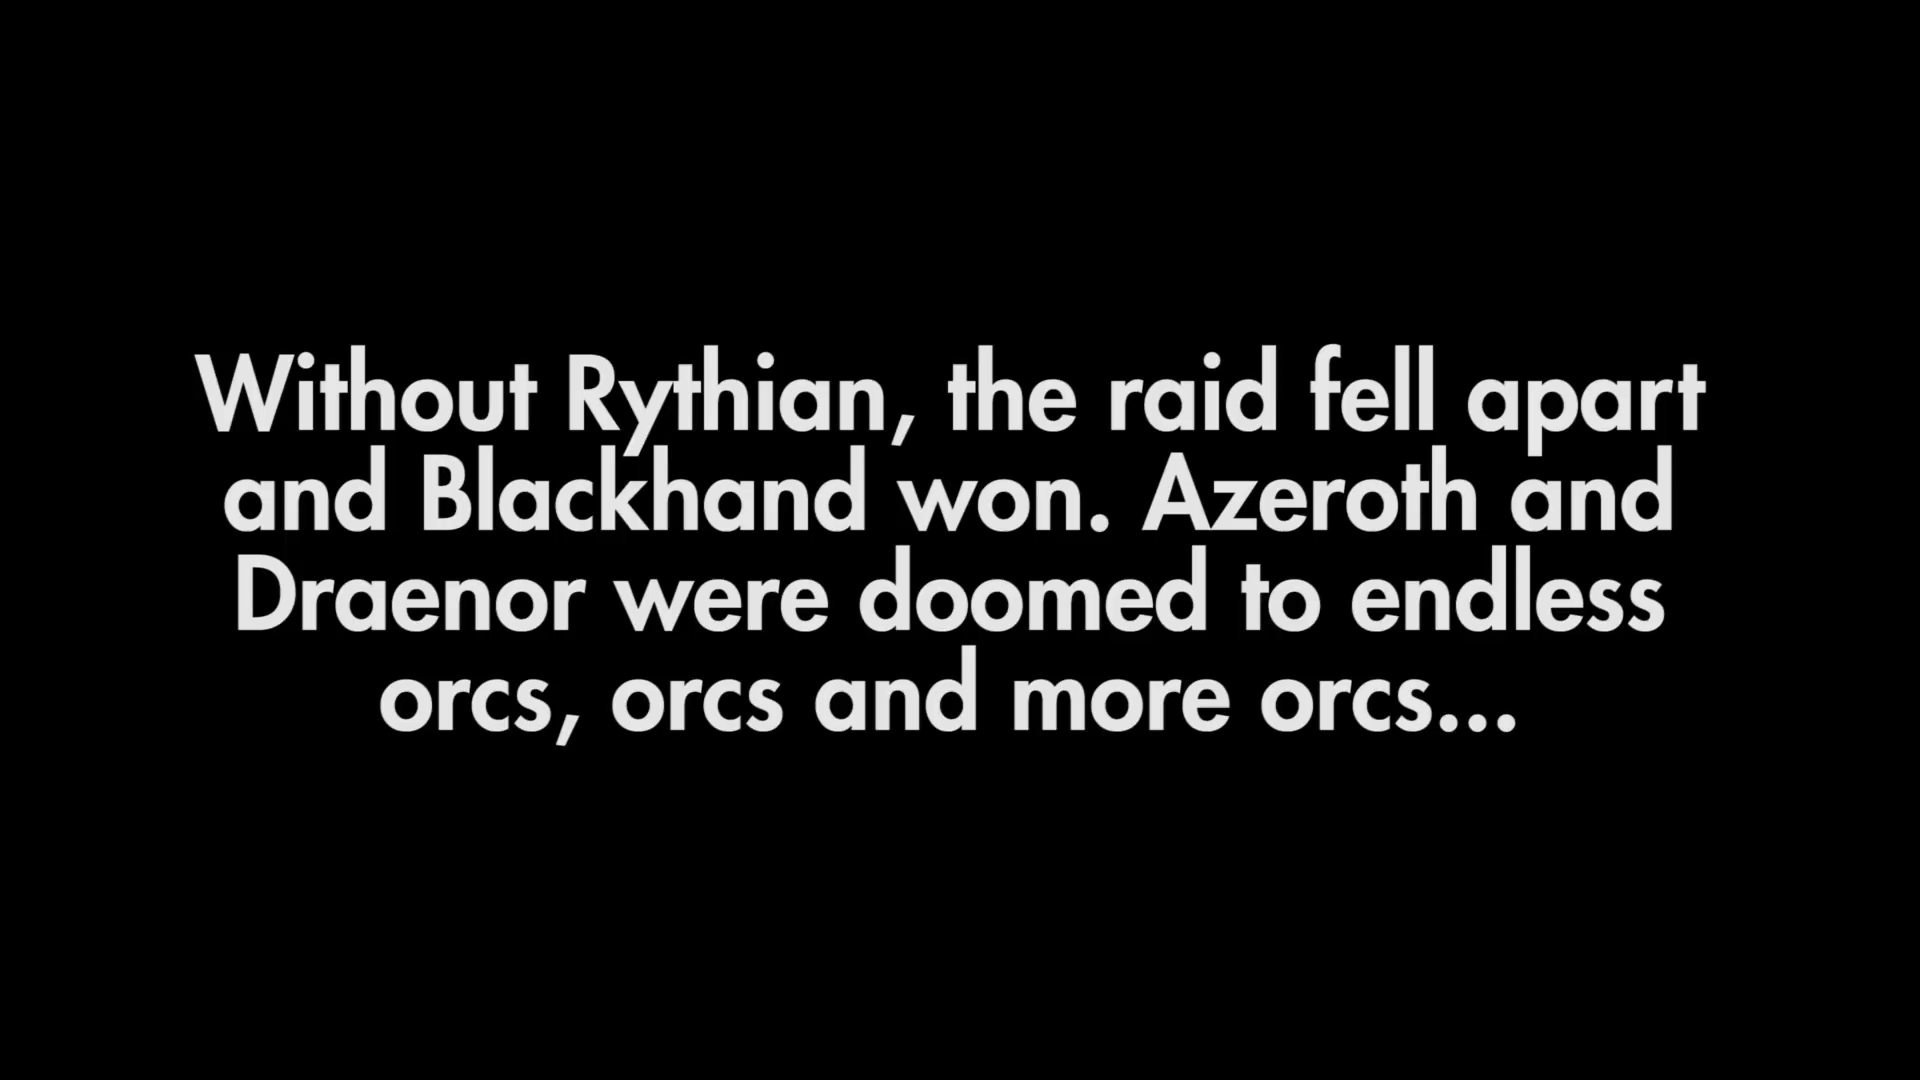 Without Rythian, the raid fell apart
and Blackhand won. Azeroth and
Draenor were doomed to endless
orcs, orcs and more orcs...